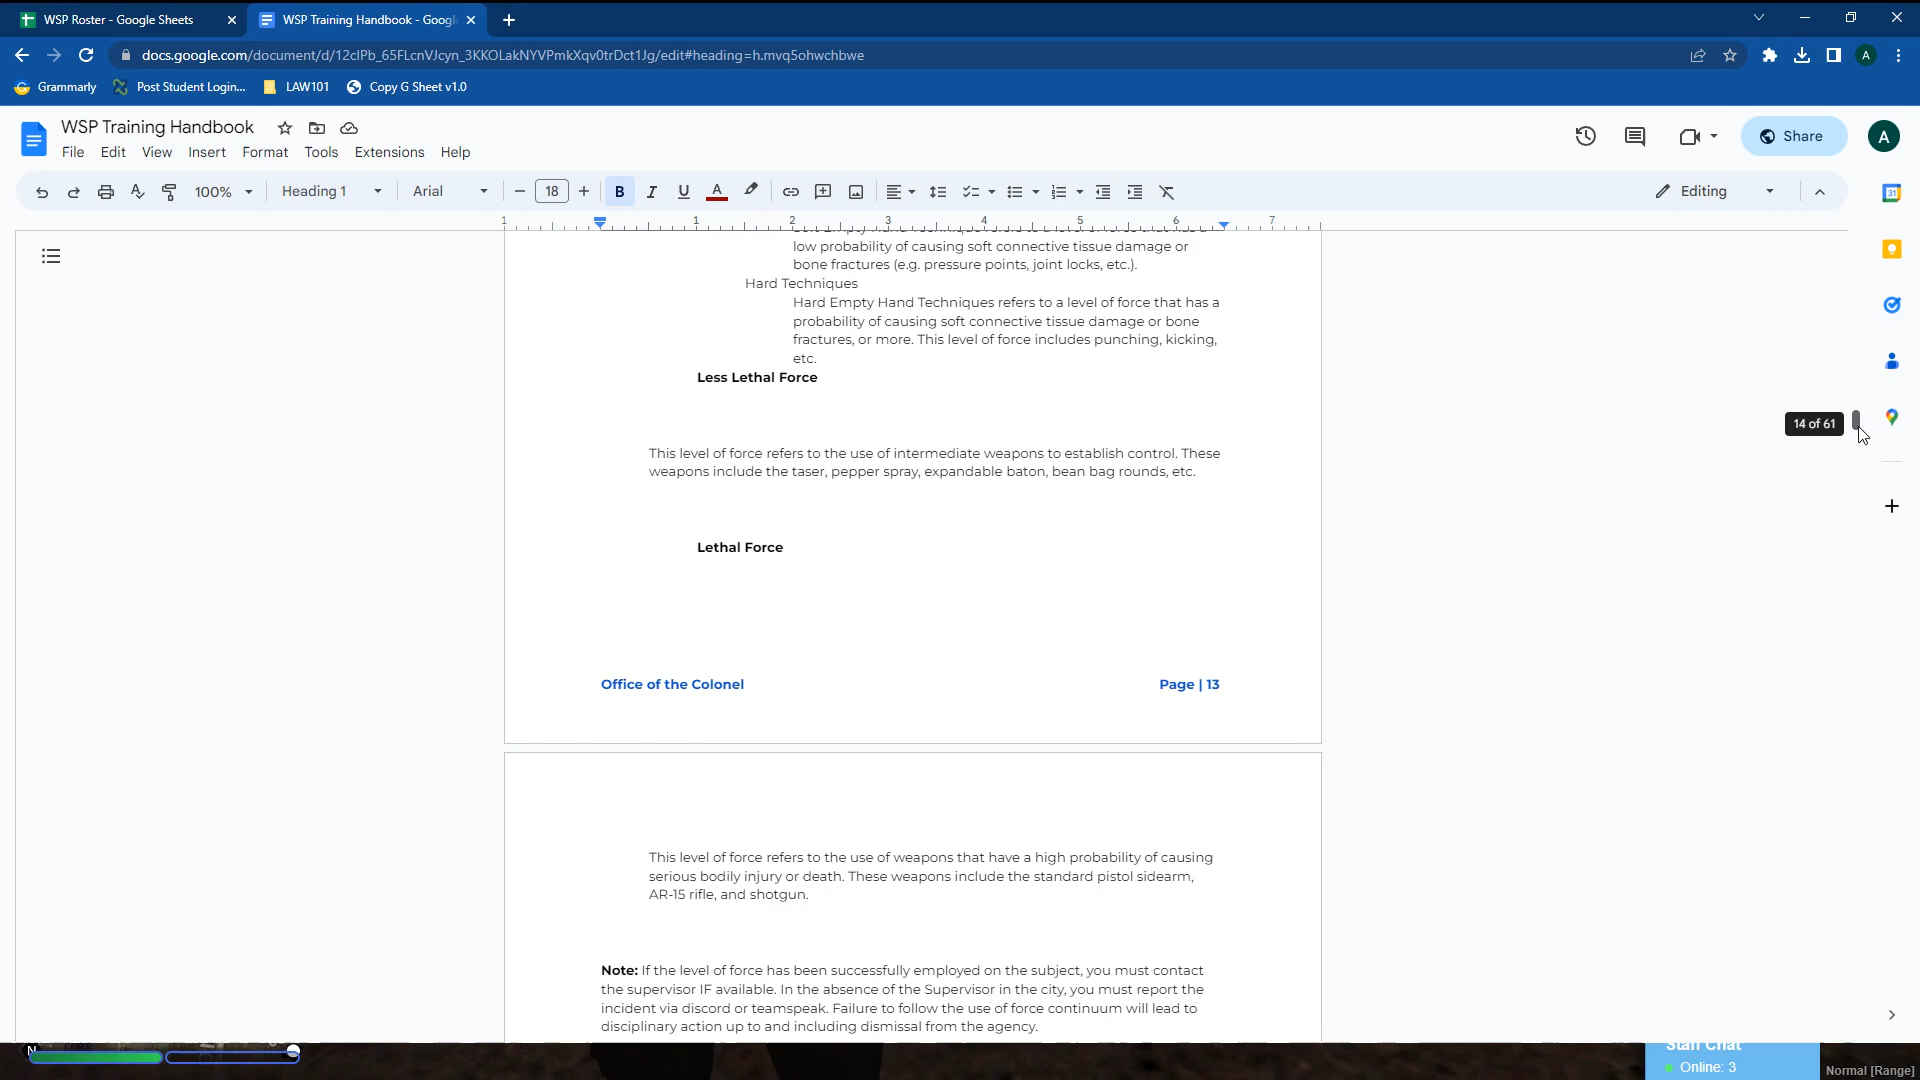 WSP Roster - Google Sheets
WSP Training Handbook - Googl
docs.google.com/document/d/12clPb_65FLcnVJcyn_3KKOLakNYVPmkXqv0trDct1Jg/edit#heading=h.mvq5ohwchbwe
A
Grammarly
Post Student Login...
LAW101
Copy G Sheet v1.0
WSP Training Handbook
File Edit View Insert Format Tools Extensions Help
Share
A
100%
Heading 1
Arial
18
B I U A
Editing
31
1 1 2 3 4 5 6 7
low probability of causing soft connective tissue damage or
bone fractures (e.g. pressure points, joint locks, etc.).
Hard Techniques
Hard Empty Hand Techniques refers to a level of force that has a
probability of causing soft connective tissue damage or bone
fractures, or more. This level of force includes punching, kicking,
etc.
Less Lethal Force
14 of 61
This level of force refers to the use of intermediate weapons to establish control. These
weapons include the taser, pepper spray, expandable baton, bean bag rounds, etc.
Lethal Force
Office of the Colonel
Page | 13
This level of force refers to the use of weapons that have a high probability of causing
serious bodily injury or death. These weapons include the standard pistol sidearm,
AR-15 rifle, and shotgun.
Note: If the level of force has been successfully employed on the subject, you must contact
the supervisor IF available. In the absence of the Supervisor in the city, you must report the
incident via discord or teamspeak. Failure to follow the use of force continuum will lead to
disciplinary action up to and including dismissal from the agency.
N
Staff Chat
Online: 3
Normal [Range]